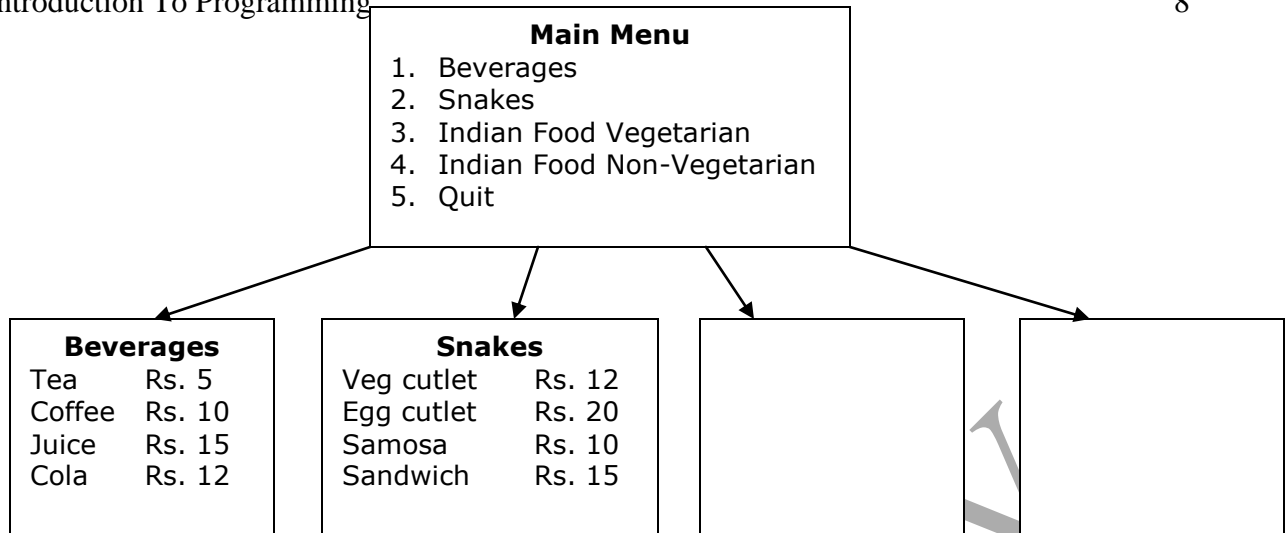 ntroduction To Programming 8
Main Menu
1. Beverages
2. Snakes
3. Indian Food Vegetarian
4. Indian Food Non-Vegetarian
5. Quit
Beverages
Tea Rs. 5
Coffee Rs. 10
Juice Rs. 15
Cola Rs. 12
Snakes
Veg cutlet Rs. 12
Egg cutlet Rs. 20
Samosa Rs. 10
Sandwich Rs. 15